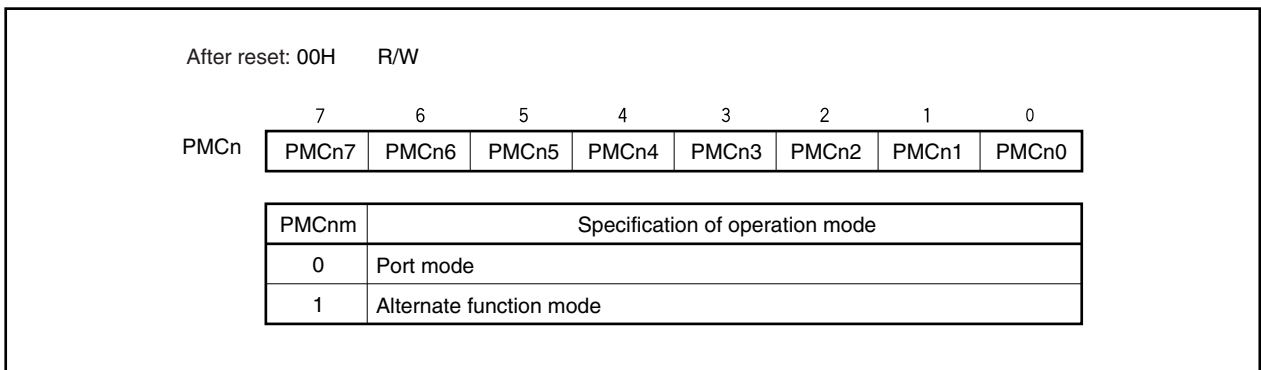 After reset: 00H R/W
7 6 5 4 3 2 1 0
PMCn PMCn7 PMCn6 PMCn5 PMCn4 PMCn3 PMCn2 PMCn1 PMCn0
PMCnm Specification of operation mode
0 Port mode
1 Alternate function mode